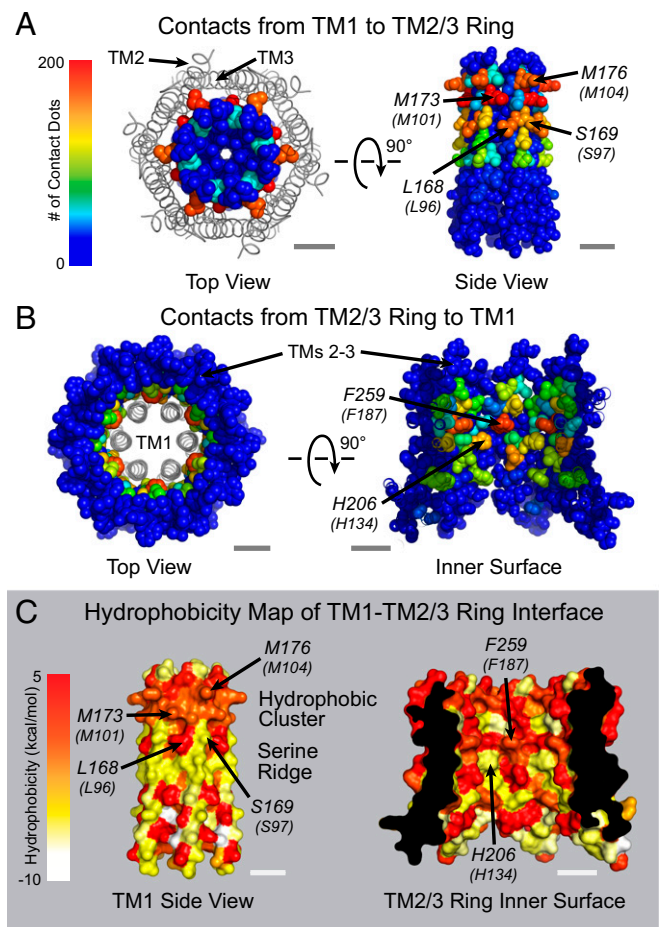 A
Contacts from TM1 to TM2/3 Ring
200
# of Contact Dots
0
TM2
TM3
90°
M176
(M104)
M173
(M101)
S169
(S97)
L168
(L96)
Top View
Side View
B
Contacts from TM2/3 Ring to TM1
TMs 2-3
TM1
F259
(F187)
90°
H206
(H134)
Top View
Inner Surface
C
Hydrophobicity Map of TM1-TM2/3 Ring Interface
5
Hydrophobicity (kcal/mol)
-10
M176
(M104)
M173
(M101)
Hydrophobic
Cluster
L168
(L96)
Serine
Ridge
S169
(S97)
F259
(F187)
H206
(H134)
TM1 Side View
TM2/3 Ring Inner Surface